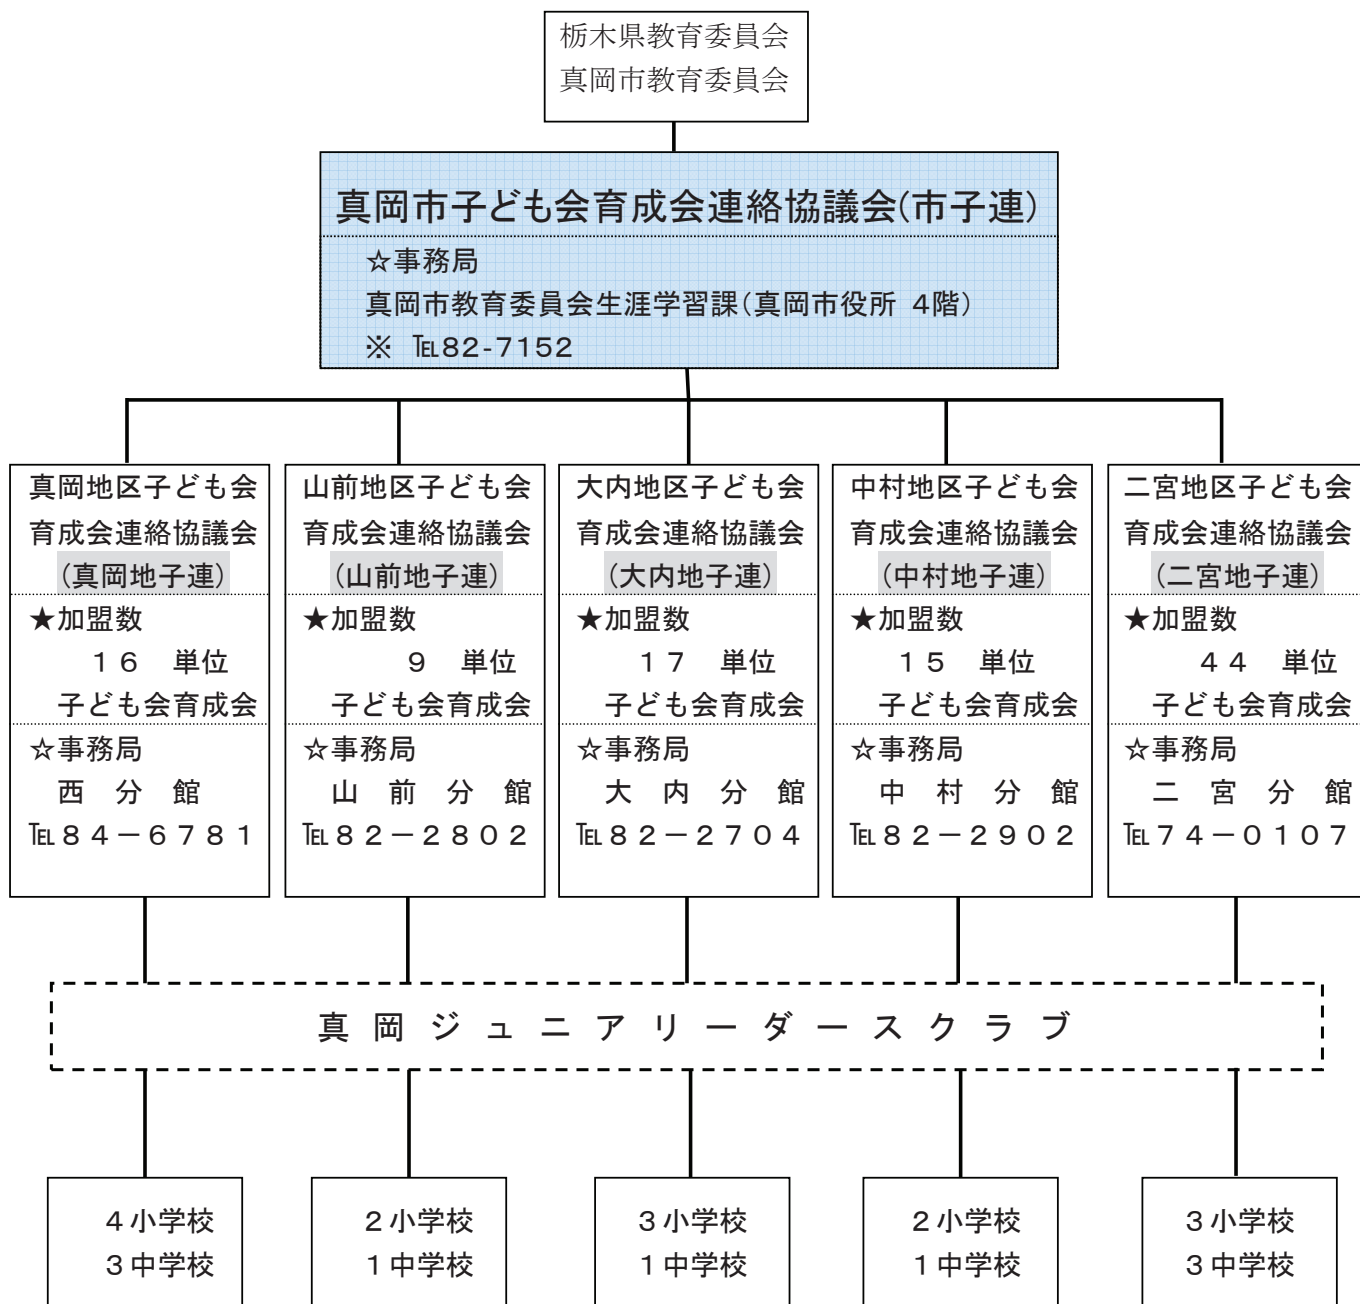 栃木県教育委員会
真岡市教育委員会
真岡市子ども会育成会連絡協議会(市子連)
☆事務局
真岡市教育委員会生涯学習課(真岡市役所 4階)
※ ℡82-7152
真岡地区子ども会
育成会連絡協議会
(真岡地子連)
★加盟数
16 単位
子ども会育成会
☆事務局
西 分 館
℡84-6781
山前地区子ども会
育成会連絡協議会
(山前地子連)
★加盟数
9 単位
子ども会育成会
☆事務局
山 前 分 館
℡82-2802
大内地区子ども会
育成会連絡協議会
(大内地子連)
★加盟数
17 単位
子ども会育成会
☆事務局
大 内 分 館
℡82-2704
中村地区子ども会
育成会連絡協議会
(中村地子連)
★加盟数
15 単位
子ども会育成会
☆事務局
中 村 分 館
℡82-2902
二宮地区子ども会
育成会連絡協議会
(二宮地子連)
★加盟数
44 単位
子ども会育成会
☆事務局
二 宮 分 館
℡74-0107
真 岡 ジ ュ ニ ア リ ー ダ ー ス ク ラ ブ
4小学校
3中学校
2小学校
1中学校
3小学校
1中学校
2小学校
1中学校
3小学校
3中学校